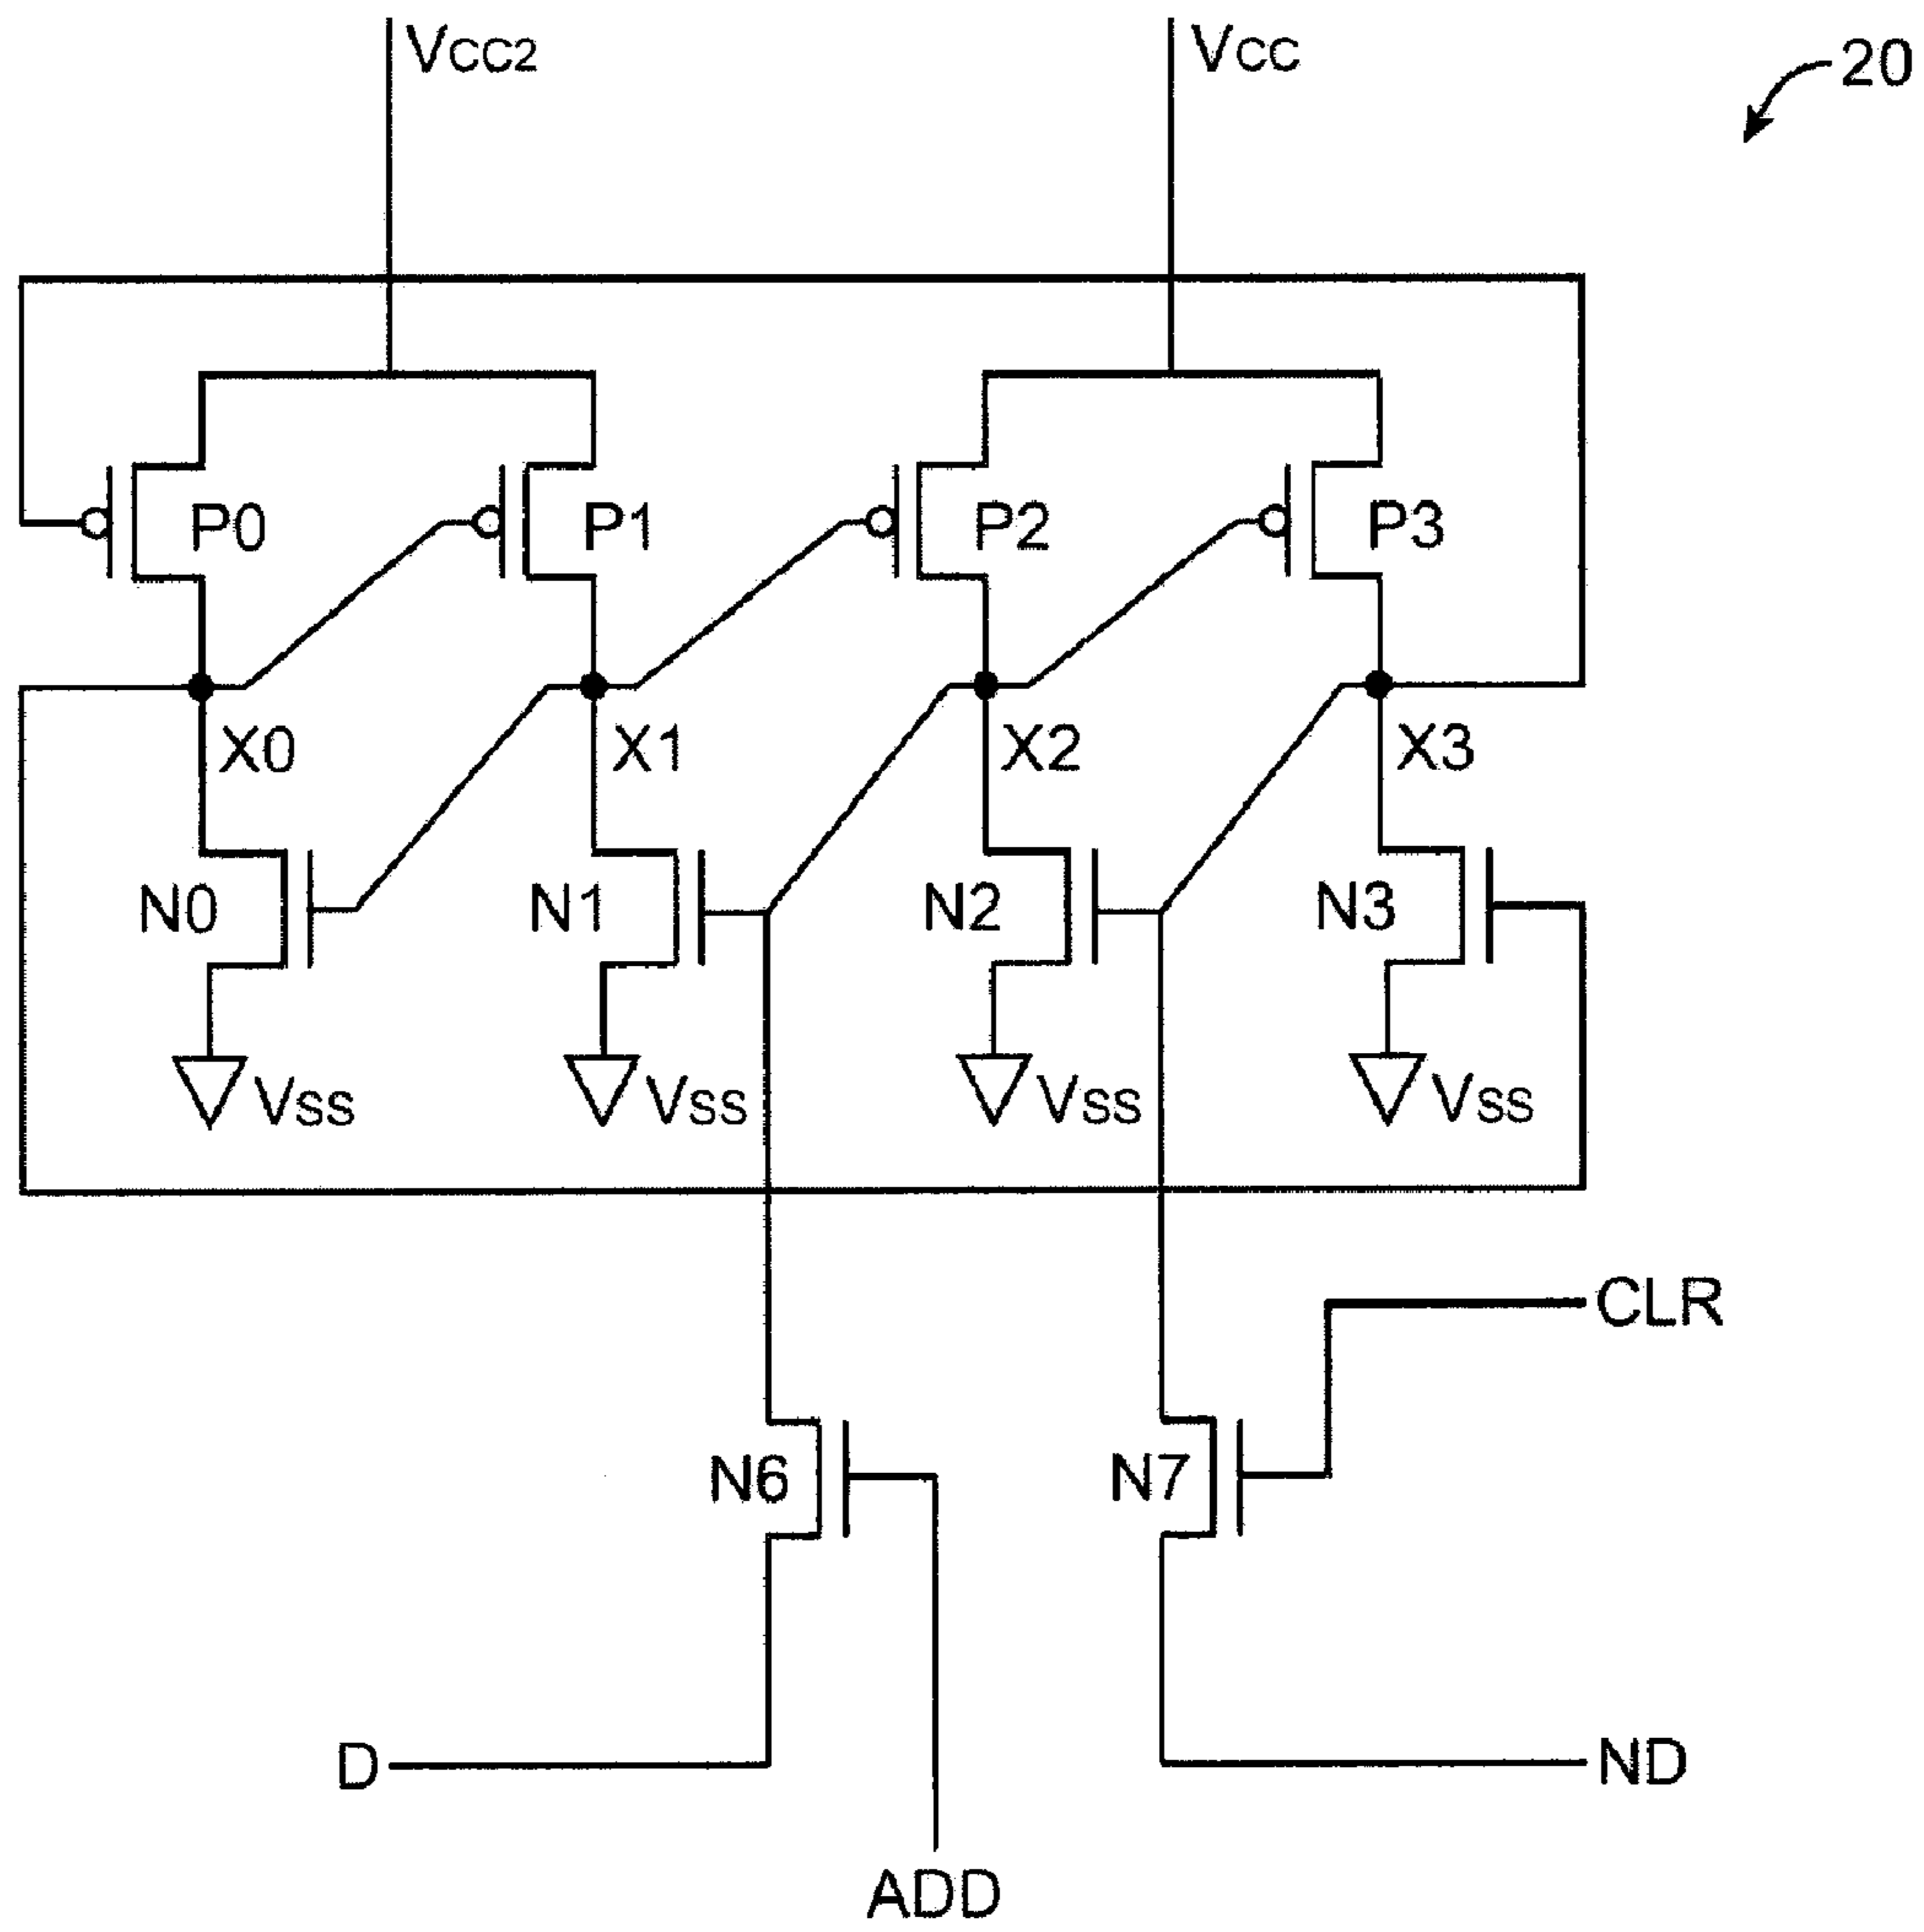 VCC2 VCC 20
P0 P1 P2 P3
X0 X1 X2 X3
N0 N1 N2 N3
VSS VSS VSS VSS
CLR
N6 N7
D ND
ADD